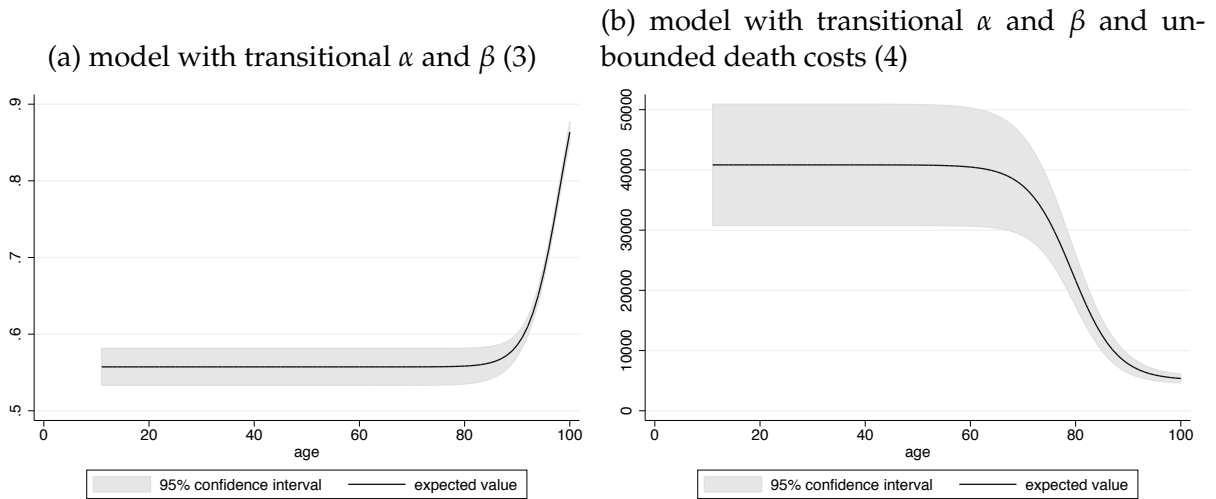 (a) model with transitional α and β (3)
.9
.8
.7
.6
.5
0
20
40
60
80
100
age
95% confidence interval
expected value
(b) model with transitional α and β and un-
bounded death costs (4)
50000
40000
30000
20000
10000
0
0
20
40
60
80
100
age
95% confidence interval
expected value